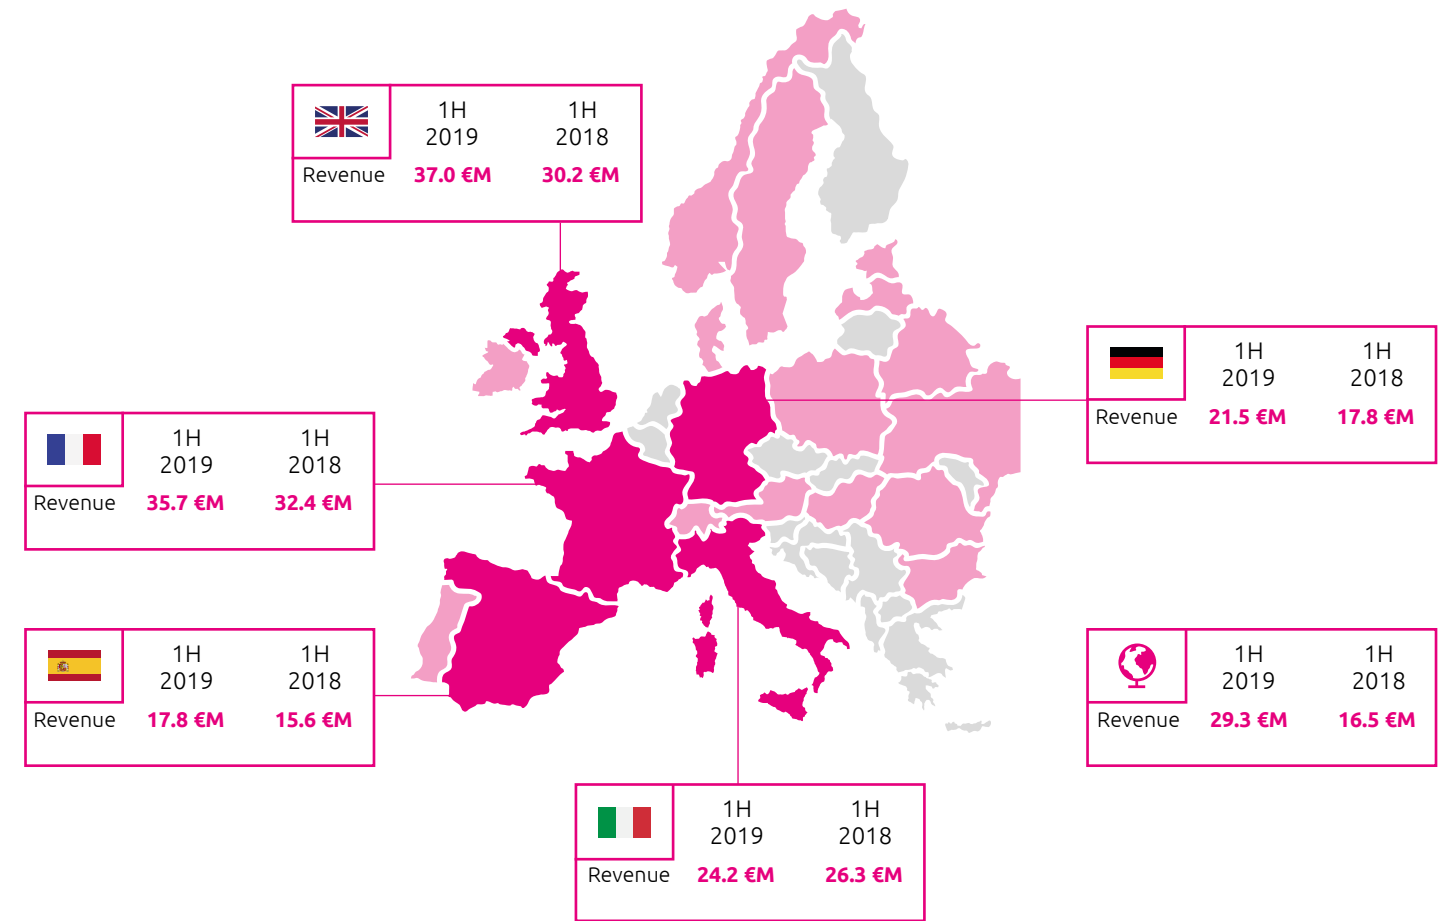 1H 1H
2019 2018
Revenue 37.0 €M 30.2 €M
1H 1H
2019 2018
Revenue 21.5 €M 17.8 €M
1H 1H
2019 2018
Revenue 35.7 €M 32.4 €M
1H 1H
2019 2018
Revenue 17.8 €M 15.6 €M
1H 1H
2019 2018
Revenue 29.3 €M 16.5 €M
1H 1H
2019 2018
Revenue 24.2 €M 26.3 €M